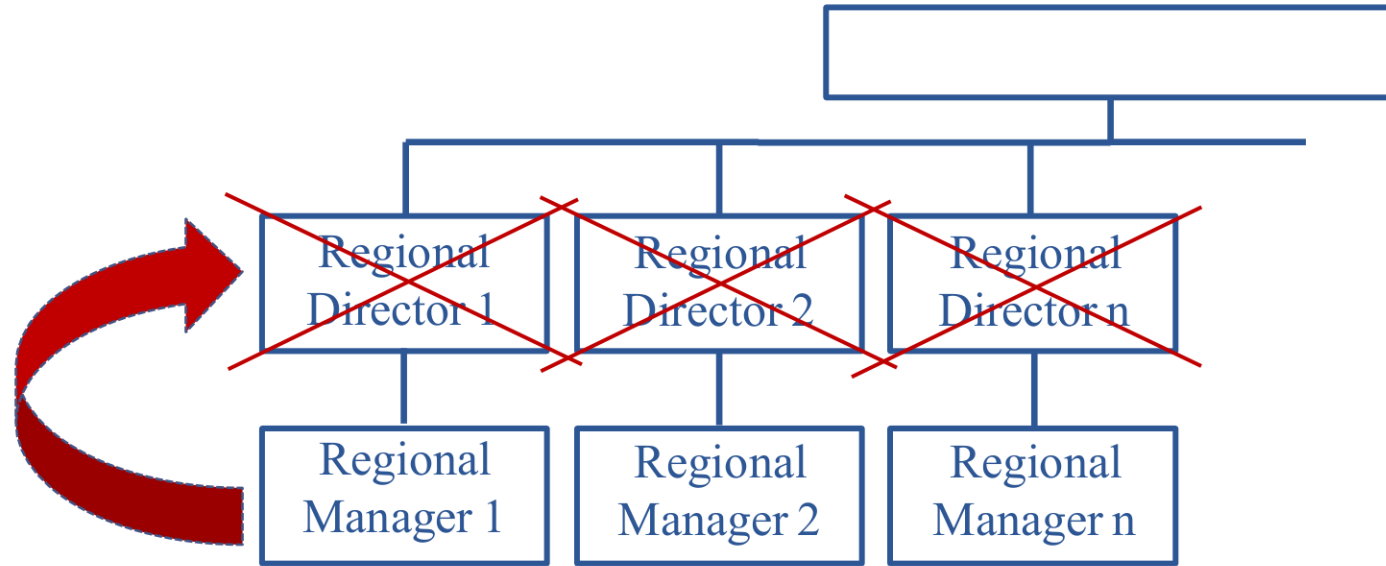 Regional
Director 1
Regional
Director 2
Regional
Director n
Regional
Manager 1
Regional
Manager 2
Regional
Manager n